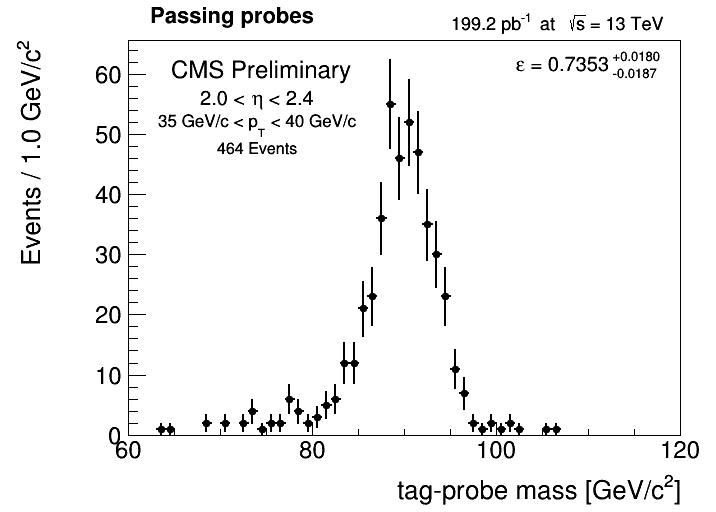 Passing probes
199.2 pb⁻¹ at √s = 13 TeV
CMS Preliminary
ε = 0.7353 +0.0180 -0.0187
2.0 < η < 2.4
35 GeV/c < p_T < 40 GeV/c
464 Events
Events / 1.0 GeV/c²
60
50
40
30
20
10
0
60 80 100 120
tag-probe mass [GeV/c²]